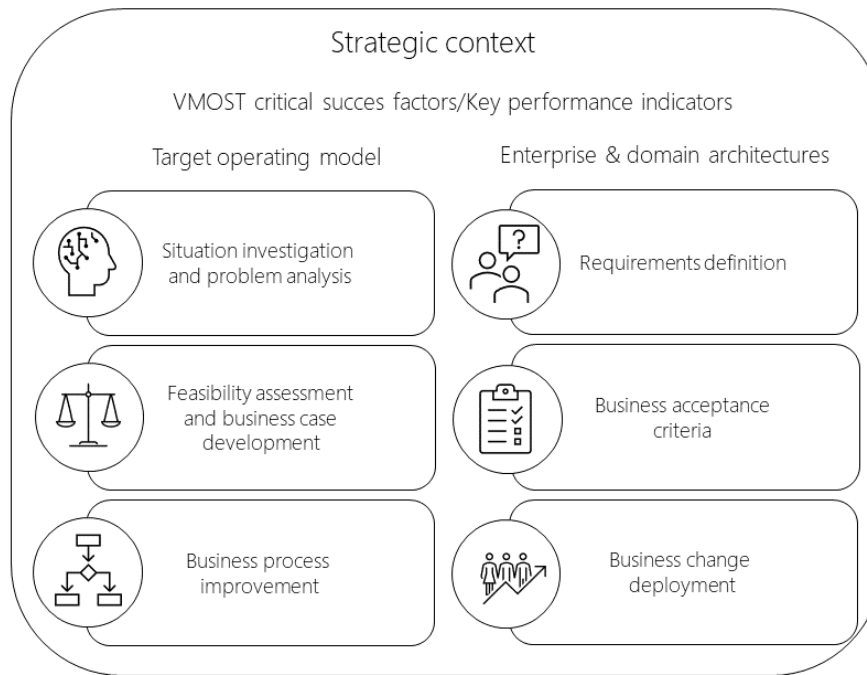 Strategic context
VMOST critical succes factors/Key performance indicators
Target operating model
Enterprise & domain architectures
Situation investigation
and problem analysis
?
Requirements definition
Feasibility assessment
and business case
development
Business acceptance
criteria
Business process
improvement
Business change
deployment